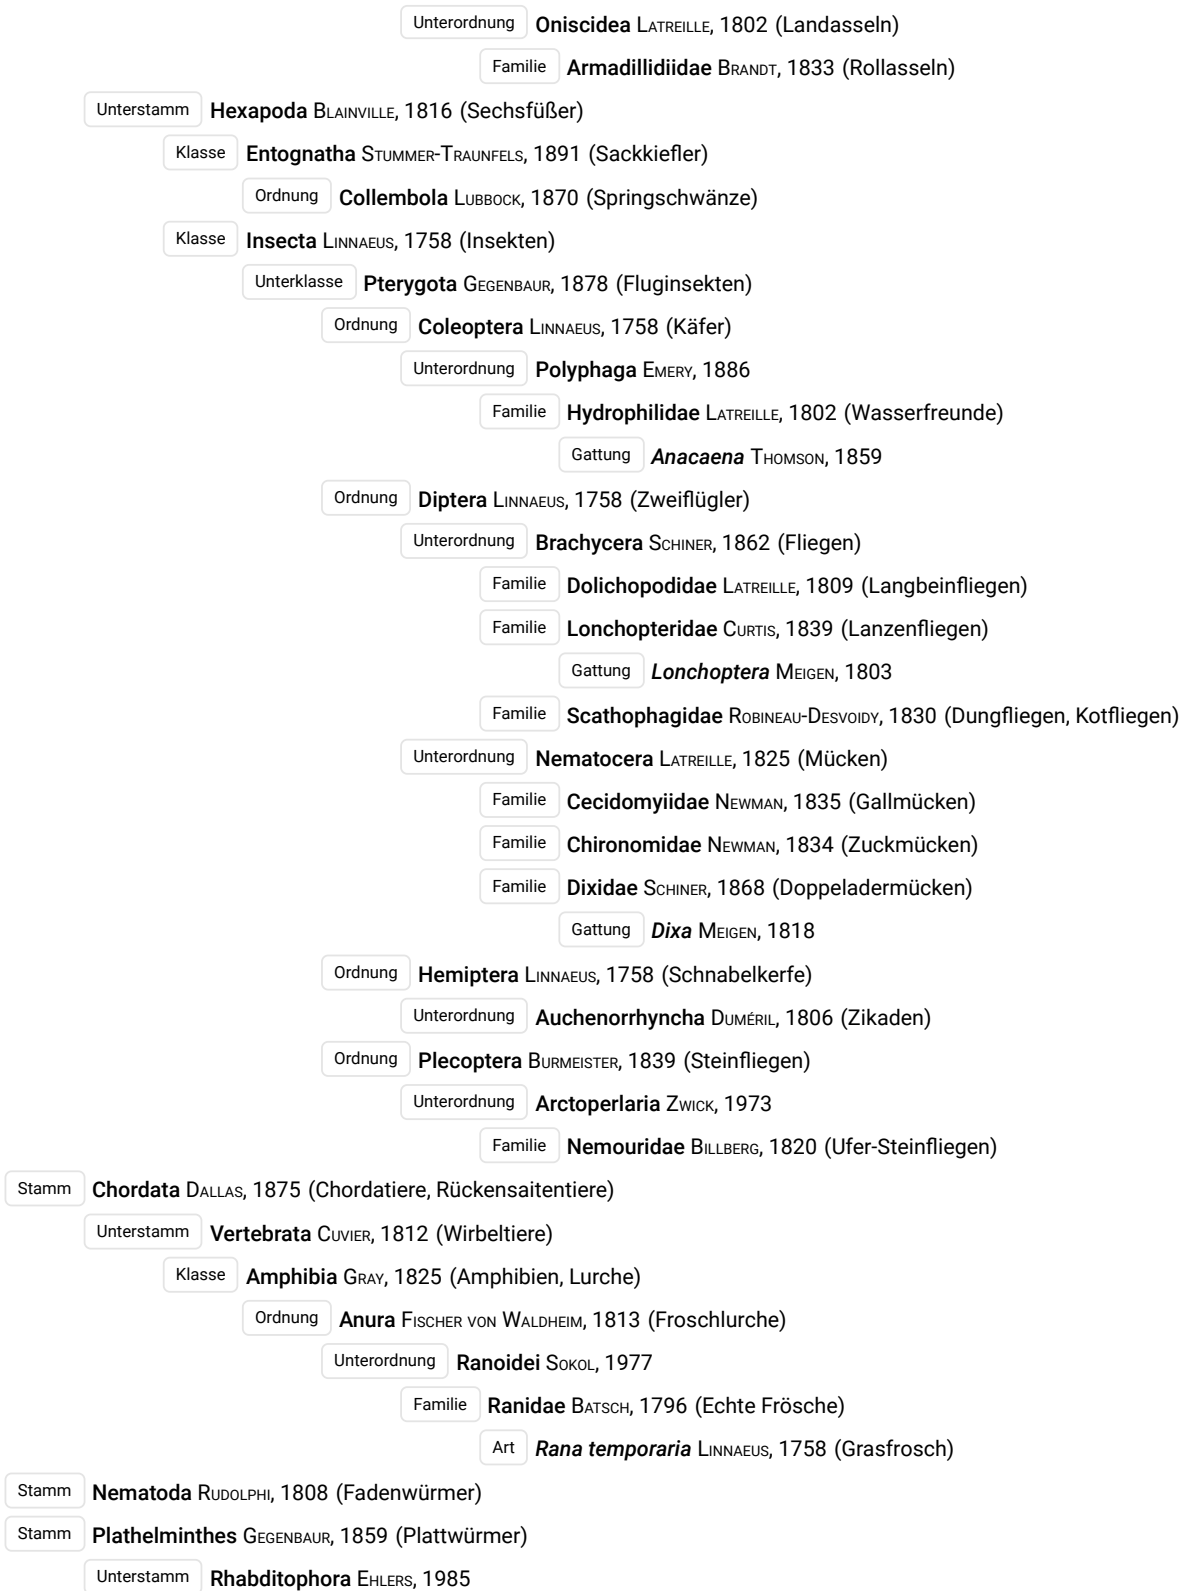 Unterordnung Oniscidea Latreille, 1802 (Landasseln)
Familie Armadillidiidae Brandt, 1833 (Rollasseln)
Unterstamm Hexapoda Blainville, 1816 (Sechsfüßer)
Klasse Entognatha Stummer-Traunfels, 1891 (Sackkiefler)
Ordnung Collembola Lubbock, 1870 (Springschwänze)
Klasse Insecta Linnaeus, 1758 (Insekten)
Unterklasse Pterygota Gegenbaur, 1878 (Fluginsekten)
Ordnung Coleoptera Linnaeus, 1758 (Käfer)
Unterordnung Polyphaga Emery, 1886
Familie Hydrophilidae Latreille, 1802 (Wasserfreunde)
Gattung Anacaena Thomson, 1859
Ordnung Diptera Linnaeus, 1758 (Zweiflügler)
Unterordnung Brachycera Schiner, 1862 (Fliegen)
Familie Dolichopodidae Latreille, 1809 (Langbeinfliegen)
Familie Lonchopteridae Curtis, 1839 (Lanzenfliegen)
Gattung Lonchoptera Meigen, 1803
Familie Scathophagidae Robineau-Desvoidy, 1830 (Dungfliegen, Kotfliegen)
Unterordnung Nematocera Latreille, 1825 (Mücken)
Familie Cecidomyiidae Newman, 1835 (Gallmücken)
Familie Chironomidae Newman, 1834 (Zuckmücken)
Familie Dixidae Schiner, 1868 (Doppeladermücken)
Gattung Dixa Meigen, 1818
Ordnung Hemiptera Linnaeus, 1758 (Schnabelkerfe)
Unterordnung Auchenorrhyncha Duméril, 1806 (Zikaden)
Ordnung Plecoptera Burmeister, 1839 (Steinfliegen)
Unterordnung Arctoperlaria Zwick, 1973
Familie Nemouridae Billberg, 1820 (Ufer-Steinfliegen)
Stamm Chordata Dallas, 1875 (Chordatiere, Rückensaitentiere)
Unterstamm Vertebrata Cuvier, 1812 (Wirbeltiere)
Klasse Amphibia Gray, 1825 (Amphibien, Lurche)
Ordnung Anura Fischer von Waldheim, 1813 (Froschlurche)
Unterordnung Ranoidei Sokol, 1977
Familie Ranidae Batsch, 1796 (Echte Frösche)
Art Rana temporaria Linnaeus, 1758 (Grasfrosch)
Stamm Nematoda Rudolphi, 1808 (Fadenwürmer)
Stamm Plathelminthes Gegenbaur, 1859 (Plattwürmer)
Unterstamm Rhabditophora Ehlers, 1985